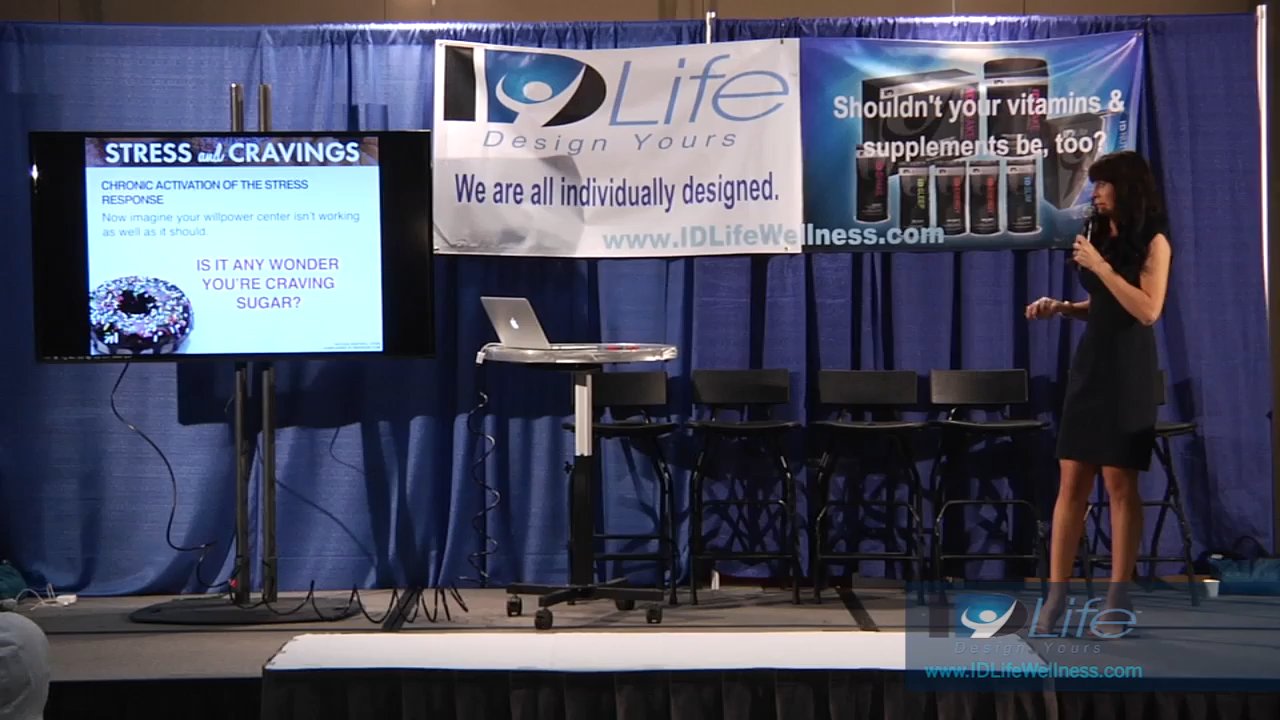 STRESS and CRAVINGS
CHRONIC ACTIVATION OF THE STRESS
RESPONSE
Now imagine your willpower center isn't working
as well as it should.
IS IT ANY WONDER
YOU'RE CRAVING
SUGAR?
IDLife
Design Yours
We are all individually designed.
www.IDLifeWellness.com
Shouldn't your vitamins &
supplements be, too?
IDLife
Design Yours
www.IDLifeWellness.com